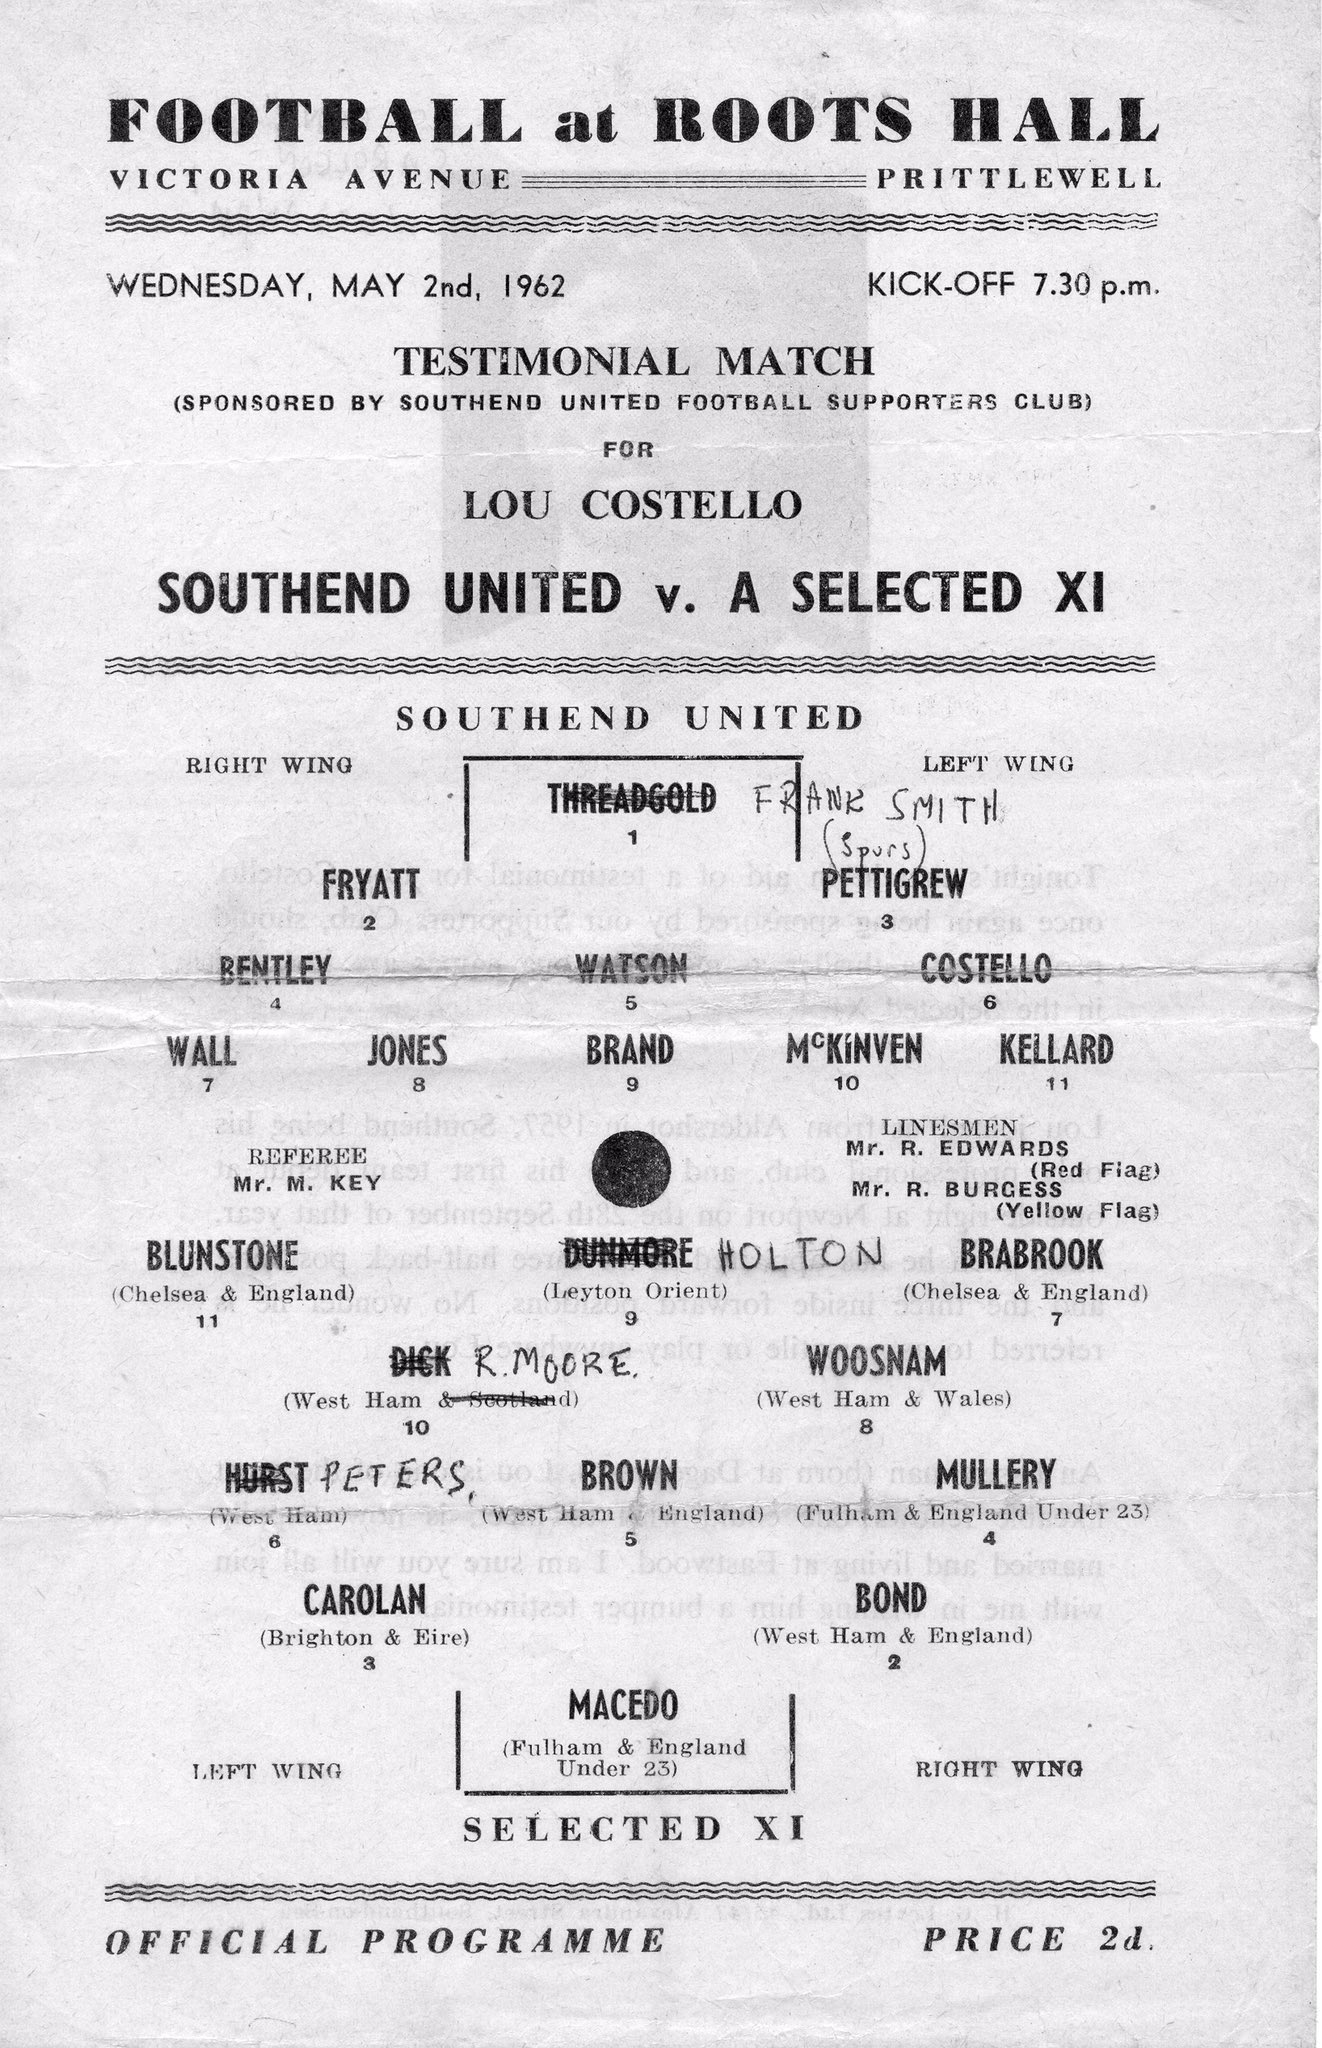 FOOTBALL at ROOTS HALL
VICTORIA AVENUE PRITTLEWELL
WEDNESDAY, MAY 2nd, 1962 KICK-OFF 7.30 p.m.
TESTIMONIAL MATCH
(SPONSORED BY SOUTHEND UNITED FOOTBALL SUPPORTERS CLUB)
FOR
LOU COSTELLO
SOUTHEND UNITED v. A SELECTED XI
SOUTHEND UNITED
RIGHT WING LEFT WING
THREADGOLD FRANK SMITH
1 (Spurs)
FRYATT PETTIGREW
2 3
BENTLEY WATSON COSTELLO
4 5 6
WALL JONES BRAND McKINVEN KELLARD
7 8 9 10 11
REFEREE
Mr. M. KEY
LINESMEN
Mr. R. EDWARDS
(Red Flag)
Mr. R. BURGESS
(Yellow Flag)
BLUNSTONE DUNMORE HOLTON BRABROOK
(Chelsea & England) (Leyton Orient) (Chelsea & England)
11 9 7
DICK R. MOORE. WOOSNAM
(West Ham & Scotland) (West Ham & Wales)
10 8
HURST PETERS, BROWN MULLERY
(West Ham) (West Ham & England) (Fulham & England Under 23)
6 5 4
CAROLAN BOND
(Brighton & Eire) (West Ham & England)
3 2
MACEDO
(Fulham & England
Under 23)
LEFT WING RIGHT WING
SELECTED XI
OFFICIAL PROGRAMME PRICE 2d.